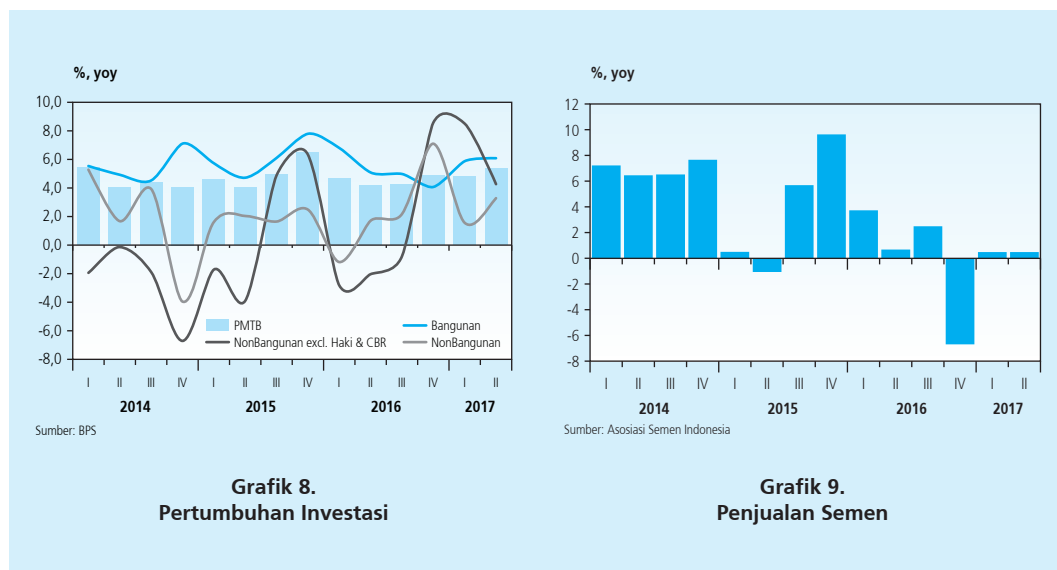 %, yoy
10,0
8,0
6,0
4,0
2,0
0,0
-2,0
-4,0
-6,0
-8,0
PMTB
Bangunan
NonBangunan excl. Haki & CBR
NonBangunan
I II III IV I II III IV I II III IV I II
2014 2015 2016 2017
Sumber: BPS
Grafik 8.
Pertumbuhan Investasi
%, yoy
12
10
8
6
4
2
0
-2
-4
-6
-8
I II III IV I II III IV I II III IV I II
2014 2015 2016 2017
Sumber: Asosiasi Semen Indonesia
Grafik 9.
Penjualan Semen